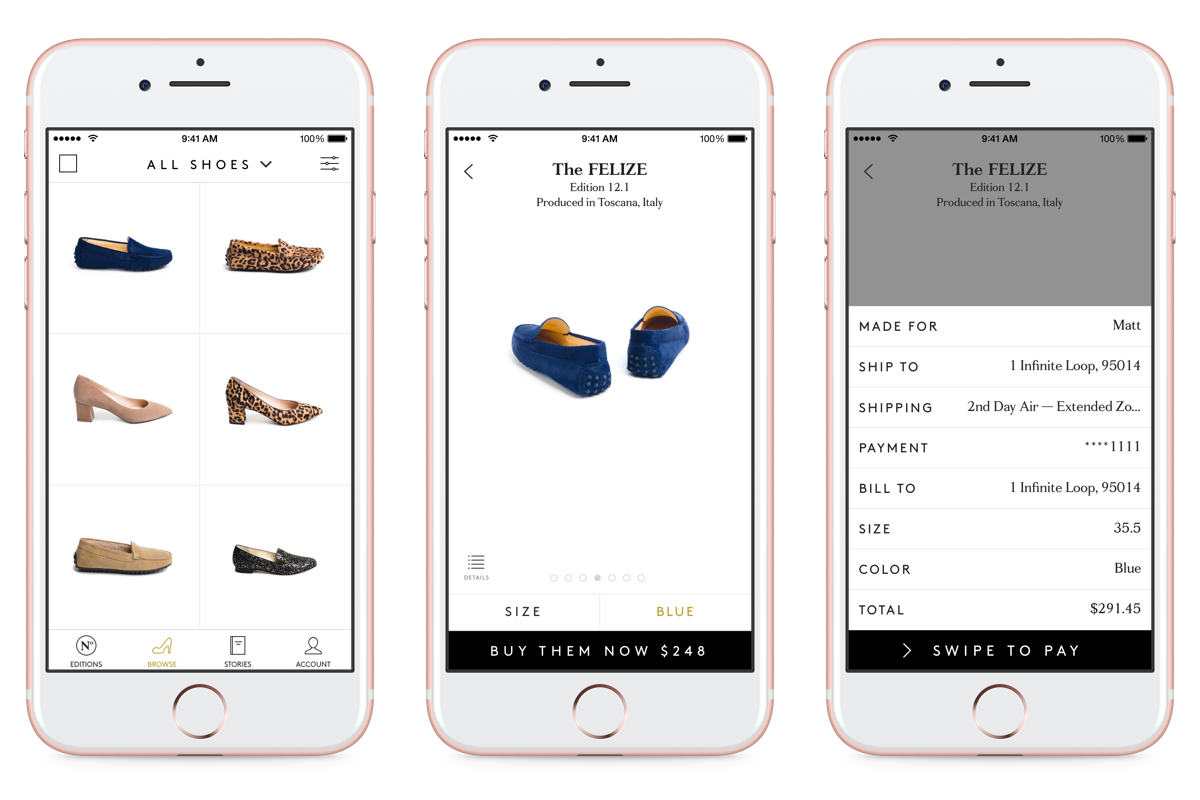 9:41 AM 100%
ALL SHOES
Nº
EDITIONS BROWSE STORIES ACCOUNT
9:41 AM 100%
The FELIZE
Edition 12.1
Produced in Toscana, Italy
DETAILS
SIZE BLUE
BUY THEM NOW $248
9:41 AM 100%
The FELIZE
Edition 12.1
Produced in Toscana, Italy
MADE FOR Matt
SHIP TO 1 Infinite Loop, 95014
SHIPPING 2nd Day Air — Extended Zo...
PAYMENT ****1111
BILL TO 1 Infinite Loop, 95014
SIZE 35.5
COLOR Blue
TOTAL $291.45
SWIPE TO PAY